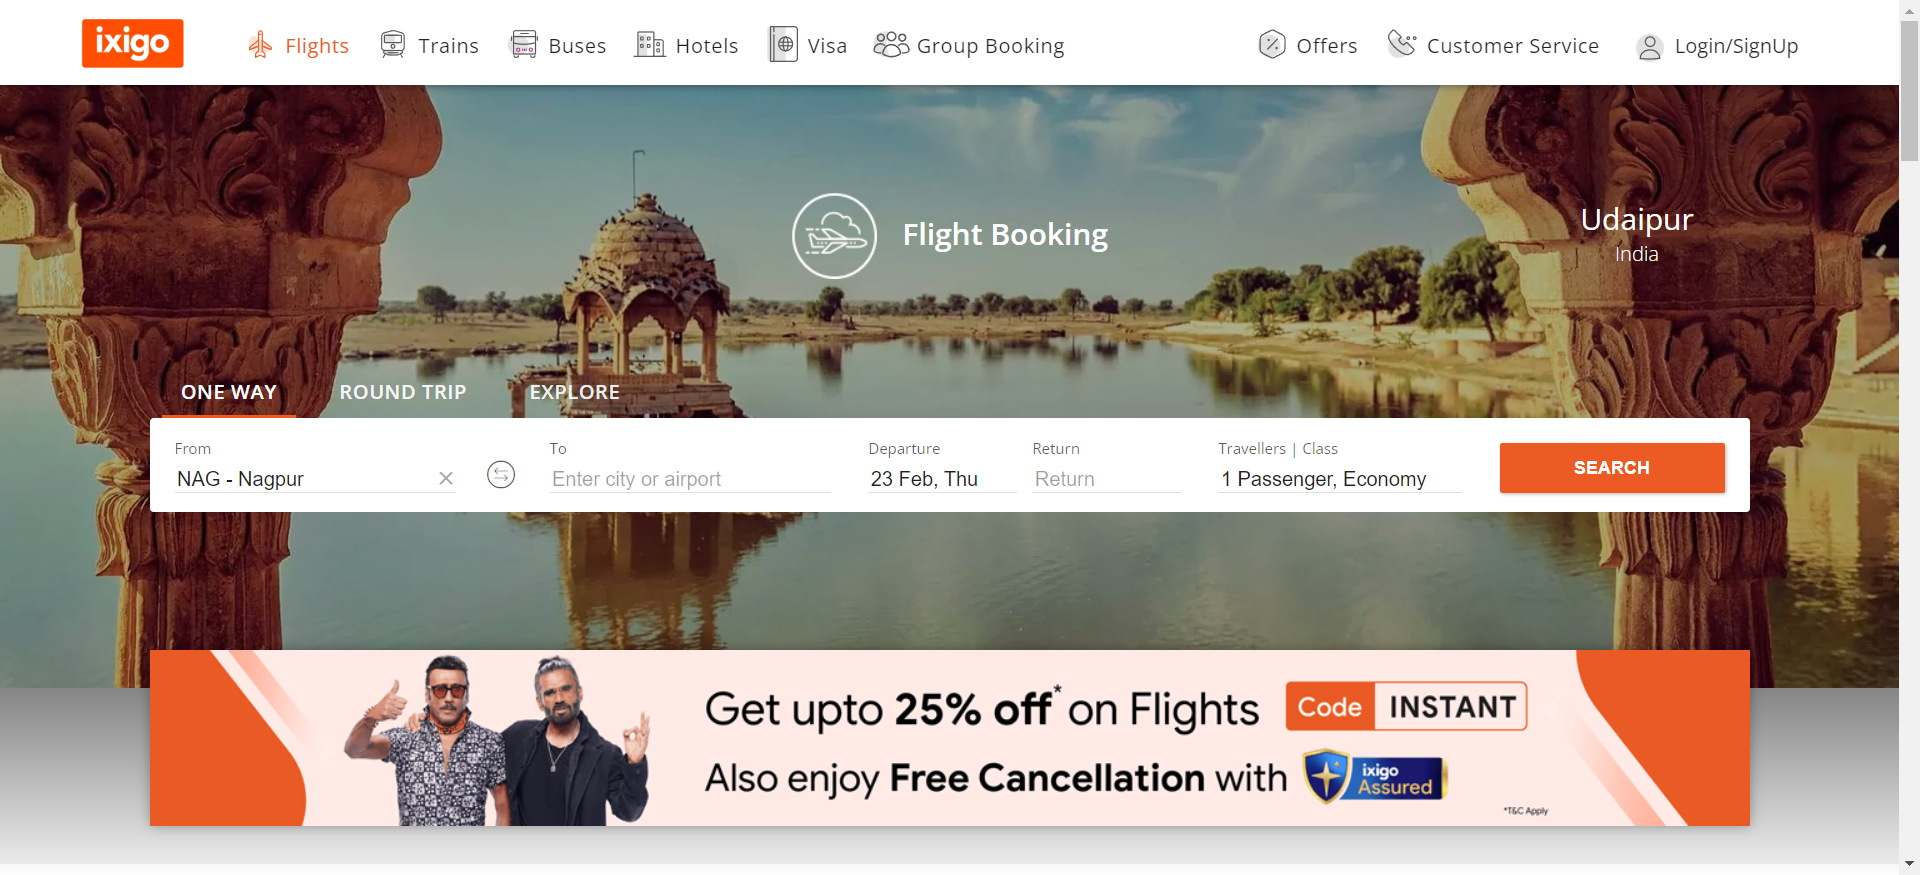 ixigo
Flights
Trains
Buses
Hotels
Visa
Group Booking
Offers
Customer Service
Login/SignUp
Flight Booking
Udaipur
India
ONE WAY
ROUND TRIP
EXPLORE
From
To
Departure
Return
Travellers | Class
NAG - Nagpur
Enter city or airport
23 Feb, Thu
Return
1 Passenger, Economy
SEARCH
Get upto 25% off* on Flights
Code INSTANT
Also enjoy Free Cancellation with
ixigo
Assured
*T&C Apply